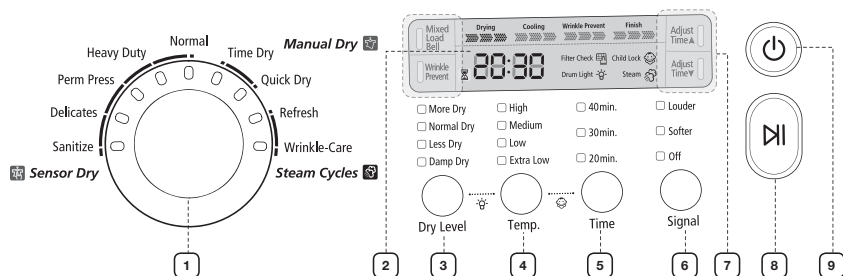 Normal
Heavy Duty
Time Dry
Manual Dry
Perm Press
Quick Dry
Delicates
Refresh
Sanitize
Wrinkle-Care
Sensor Dry
Steam Cycles
Mixed
Load
Bell
Drying
Cooling
Wrinkle Prevent
Finish
Adjust
Time▲
Wrinkle
Prevent
20:30
Filter Check
Child Lock
Drum Light
Steam
Adjust
Time▼
More Dry
Normal Dry
Less Dry
Damp Dry
High
Medium
Low
Extra Low
40min.
30min.
20min.
Louder
Softer
Off
Dry Level
Temp.
Time
Signal
1
2
3
4
5
6
7
8
9